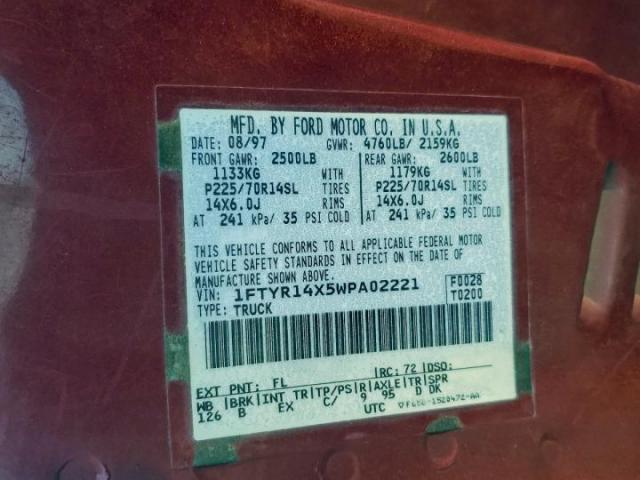 MFD. BY FORD MOTOR CO. IN U.S.A.
DATE: 08/97 GVWR: 4760LB/ 2159KG
FRONT GAWR: 2500LB REAR GAWR: 2600LB
1133KG WITH 1179KG WITH
P225/70R14SL TIRES P225/70R14SL TIRES
14X6.0J RIMS 14X6.0J RIMS
AT 241 kPa/ 35 PSI COLD AT 241 kPa/ 35 PSI COLD
THIS VEHICLE CONFORMS TO ALL APPLICABLE FEDERAL MOTOR
VEHICLE SAFETY STANDARDS IN EFFECT ON THE DATE OF
MANUFACTURE SHOWN ABOVE.
VIN: 1FTYR14X5WPA02221 F0028
TYPE: TRUCK T0200
EXT PNT: FL RC: 72 DSO:
WB BRK INT TR TP/PS R AXLE TR SPR
126 B EX C/ 9 95 D DK
UTC